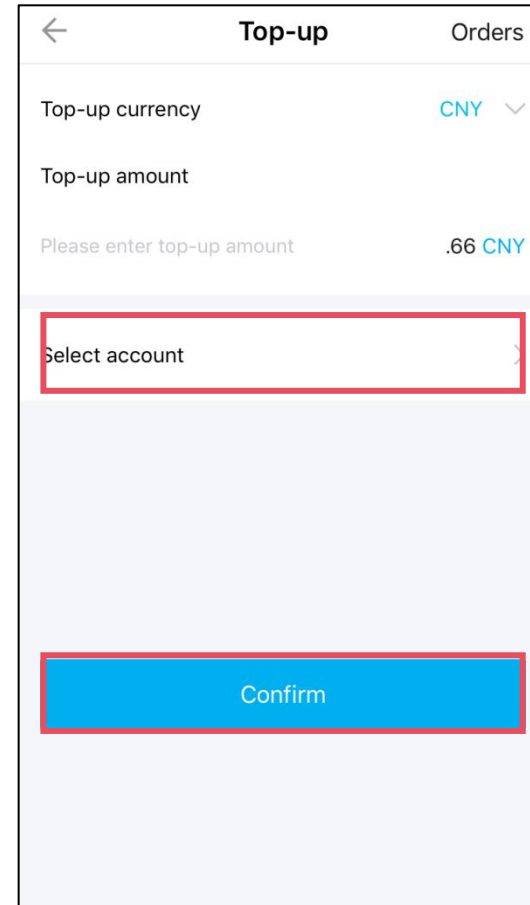 Top-up Orders
Top-up currency CNY
Top-up amount
Please enter top-up amount .66 CNY
Select account
Confirm